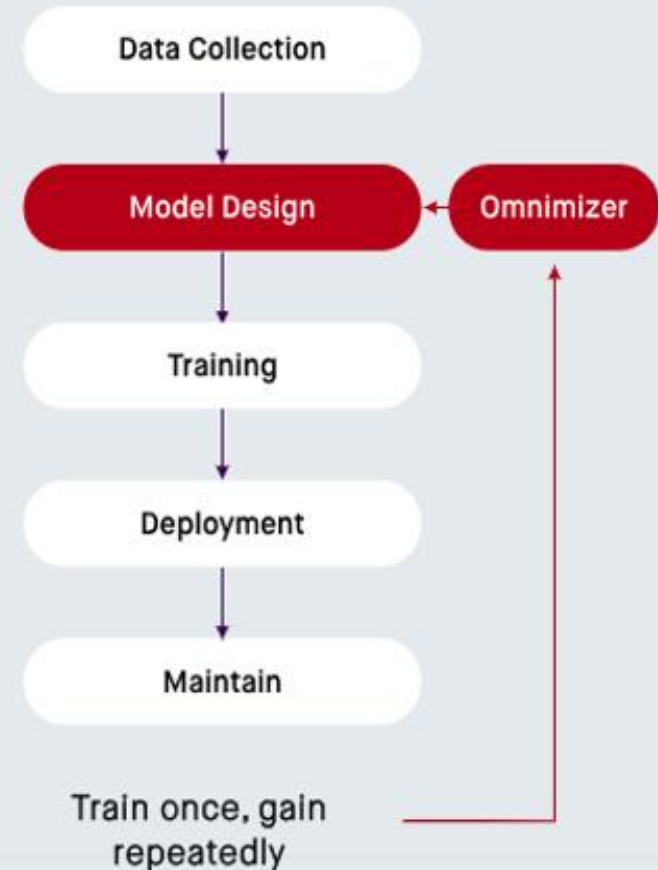 Data Collection
Model Design
Omnimizer
Training
Deployment
Maintain
Train once, gain
repeatedly